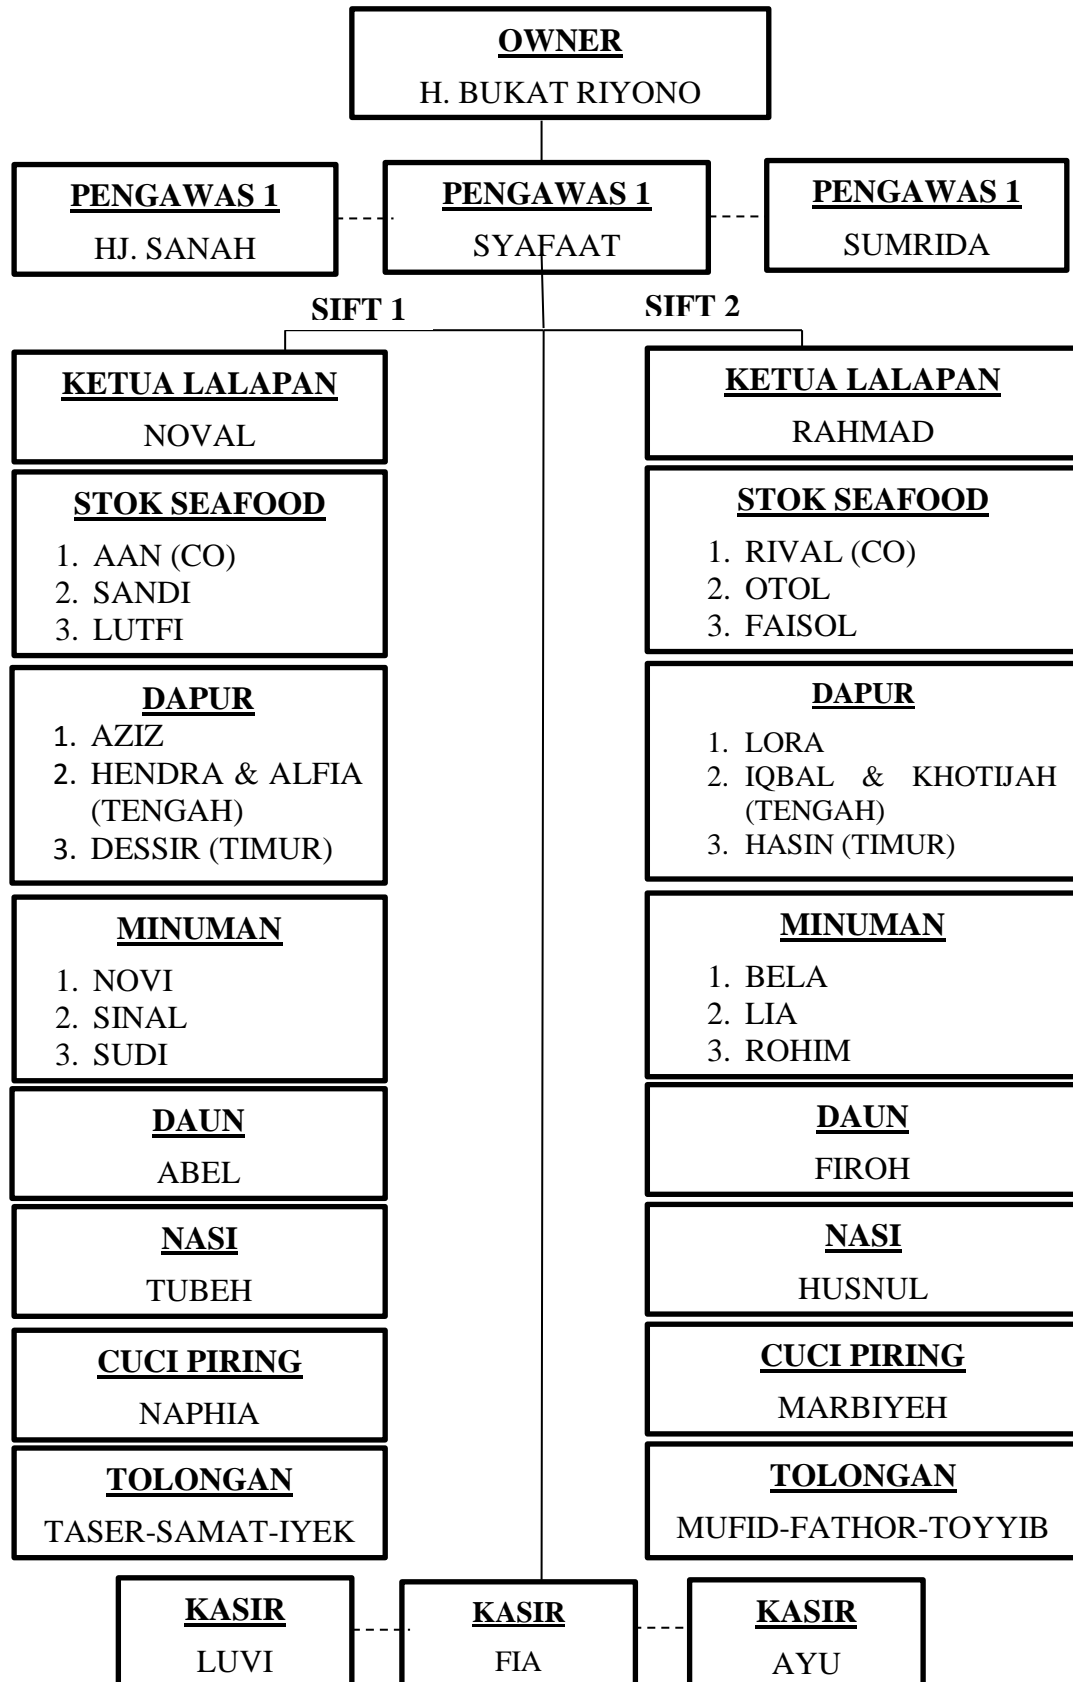 OWNER
H. BUKAT RIYONO
PENGAWAS 1
HJ. SANAH
PENGAWAS 1
SYAFAAT
PENGAWAS 1
SUMRIDA
SIFT 1
SIFT 2
KETUA LALAPAN
NOVAL
STOK SEAFOOD
1. AAN (CO)
2. SANDI
3. LUTFI
DAPUR
1. AZIZ
2. HENDRA & ALFIA
(TENGAH)
3. DESSIR (TIMUR)
MINUMAN
1. NOVI
2. SINAL
3. SUDI
DAUN
ABEL
NASI
TUBEH
CUCI PIRING
NAPHIA
TOLONGAN
TASER-SAMAT-IYEK
KETUA LALAPAN
RAHMAD
STOK SEAFOOD
1. RIVAL (CO)
2. OTOL
3. FAISOL
DAPUR
1. LORA
2. IQBAL & KHOTIJAH
(TENGAH)
3. HASIN (TIMUR)
MINUMAN
1. BELA
2. LIA
3. ROHIM
DAUN
FIROH
NASI
HUSNUL
CUCI PIRING
MARBIYEH
TOLONGAN
MUFID-FATHOR-TOYYIB
KASIR
LUVI
KASIR
FIA
KASIR
AYU